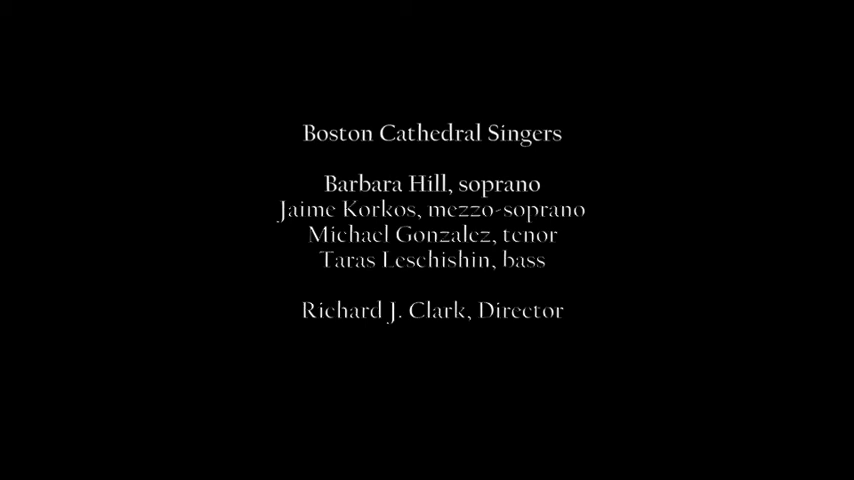 Boston Cathedral Singers
Barbara Hill, soprano
Jaime Korkos, mezzo-soprano
Michael Gonzalez, tenor
Taras Leschishin, bass
Richard J. Clark, Director